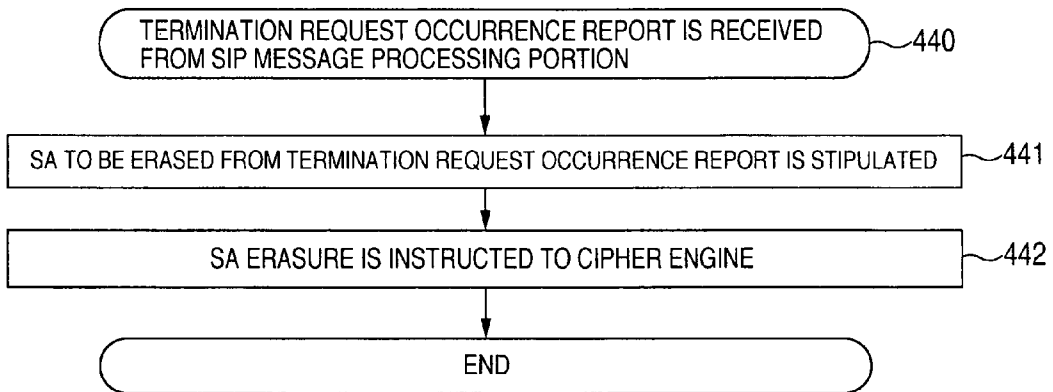 TERMINATION REQUEST OCCURRENCE REPORT IS RECEIVED
FROM SIP MESSAGE PROCESSING PORTION
440
SA TO BE ERASED FROM TERMINATION REQUEST OCCURRENCE REPORT IS STIPULATED
441
SA ERASURE IS INSTRUCTED TO CIPHER ENGINE
442
END